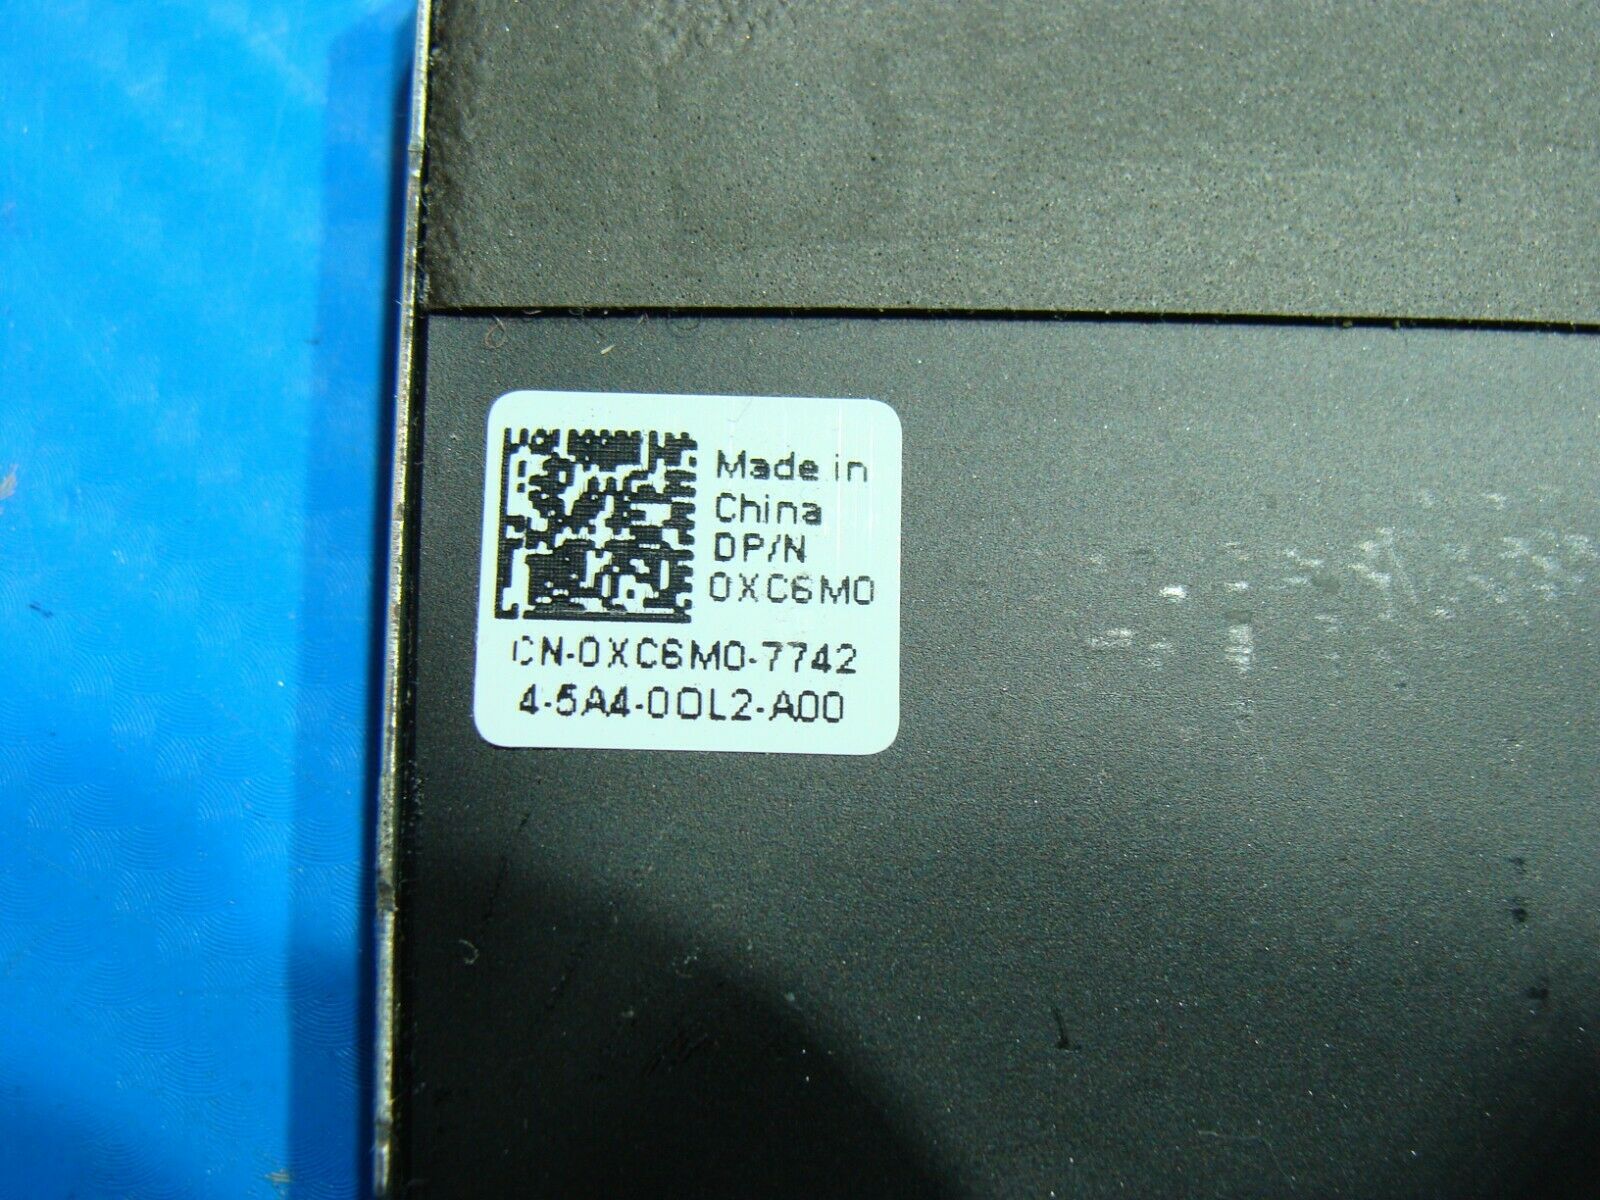 Made in
China
DP/N
0XC6M0
CN-0XC6M0-7742
4-5A4-00L2-A00